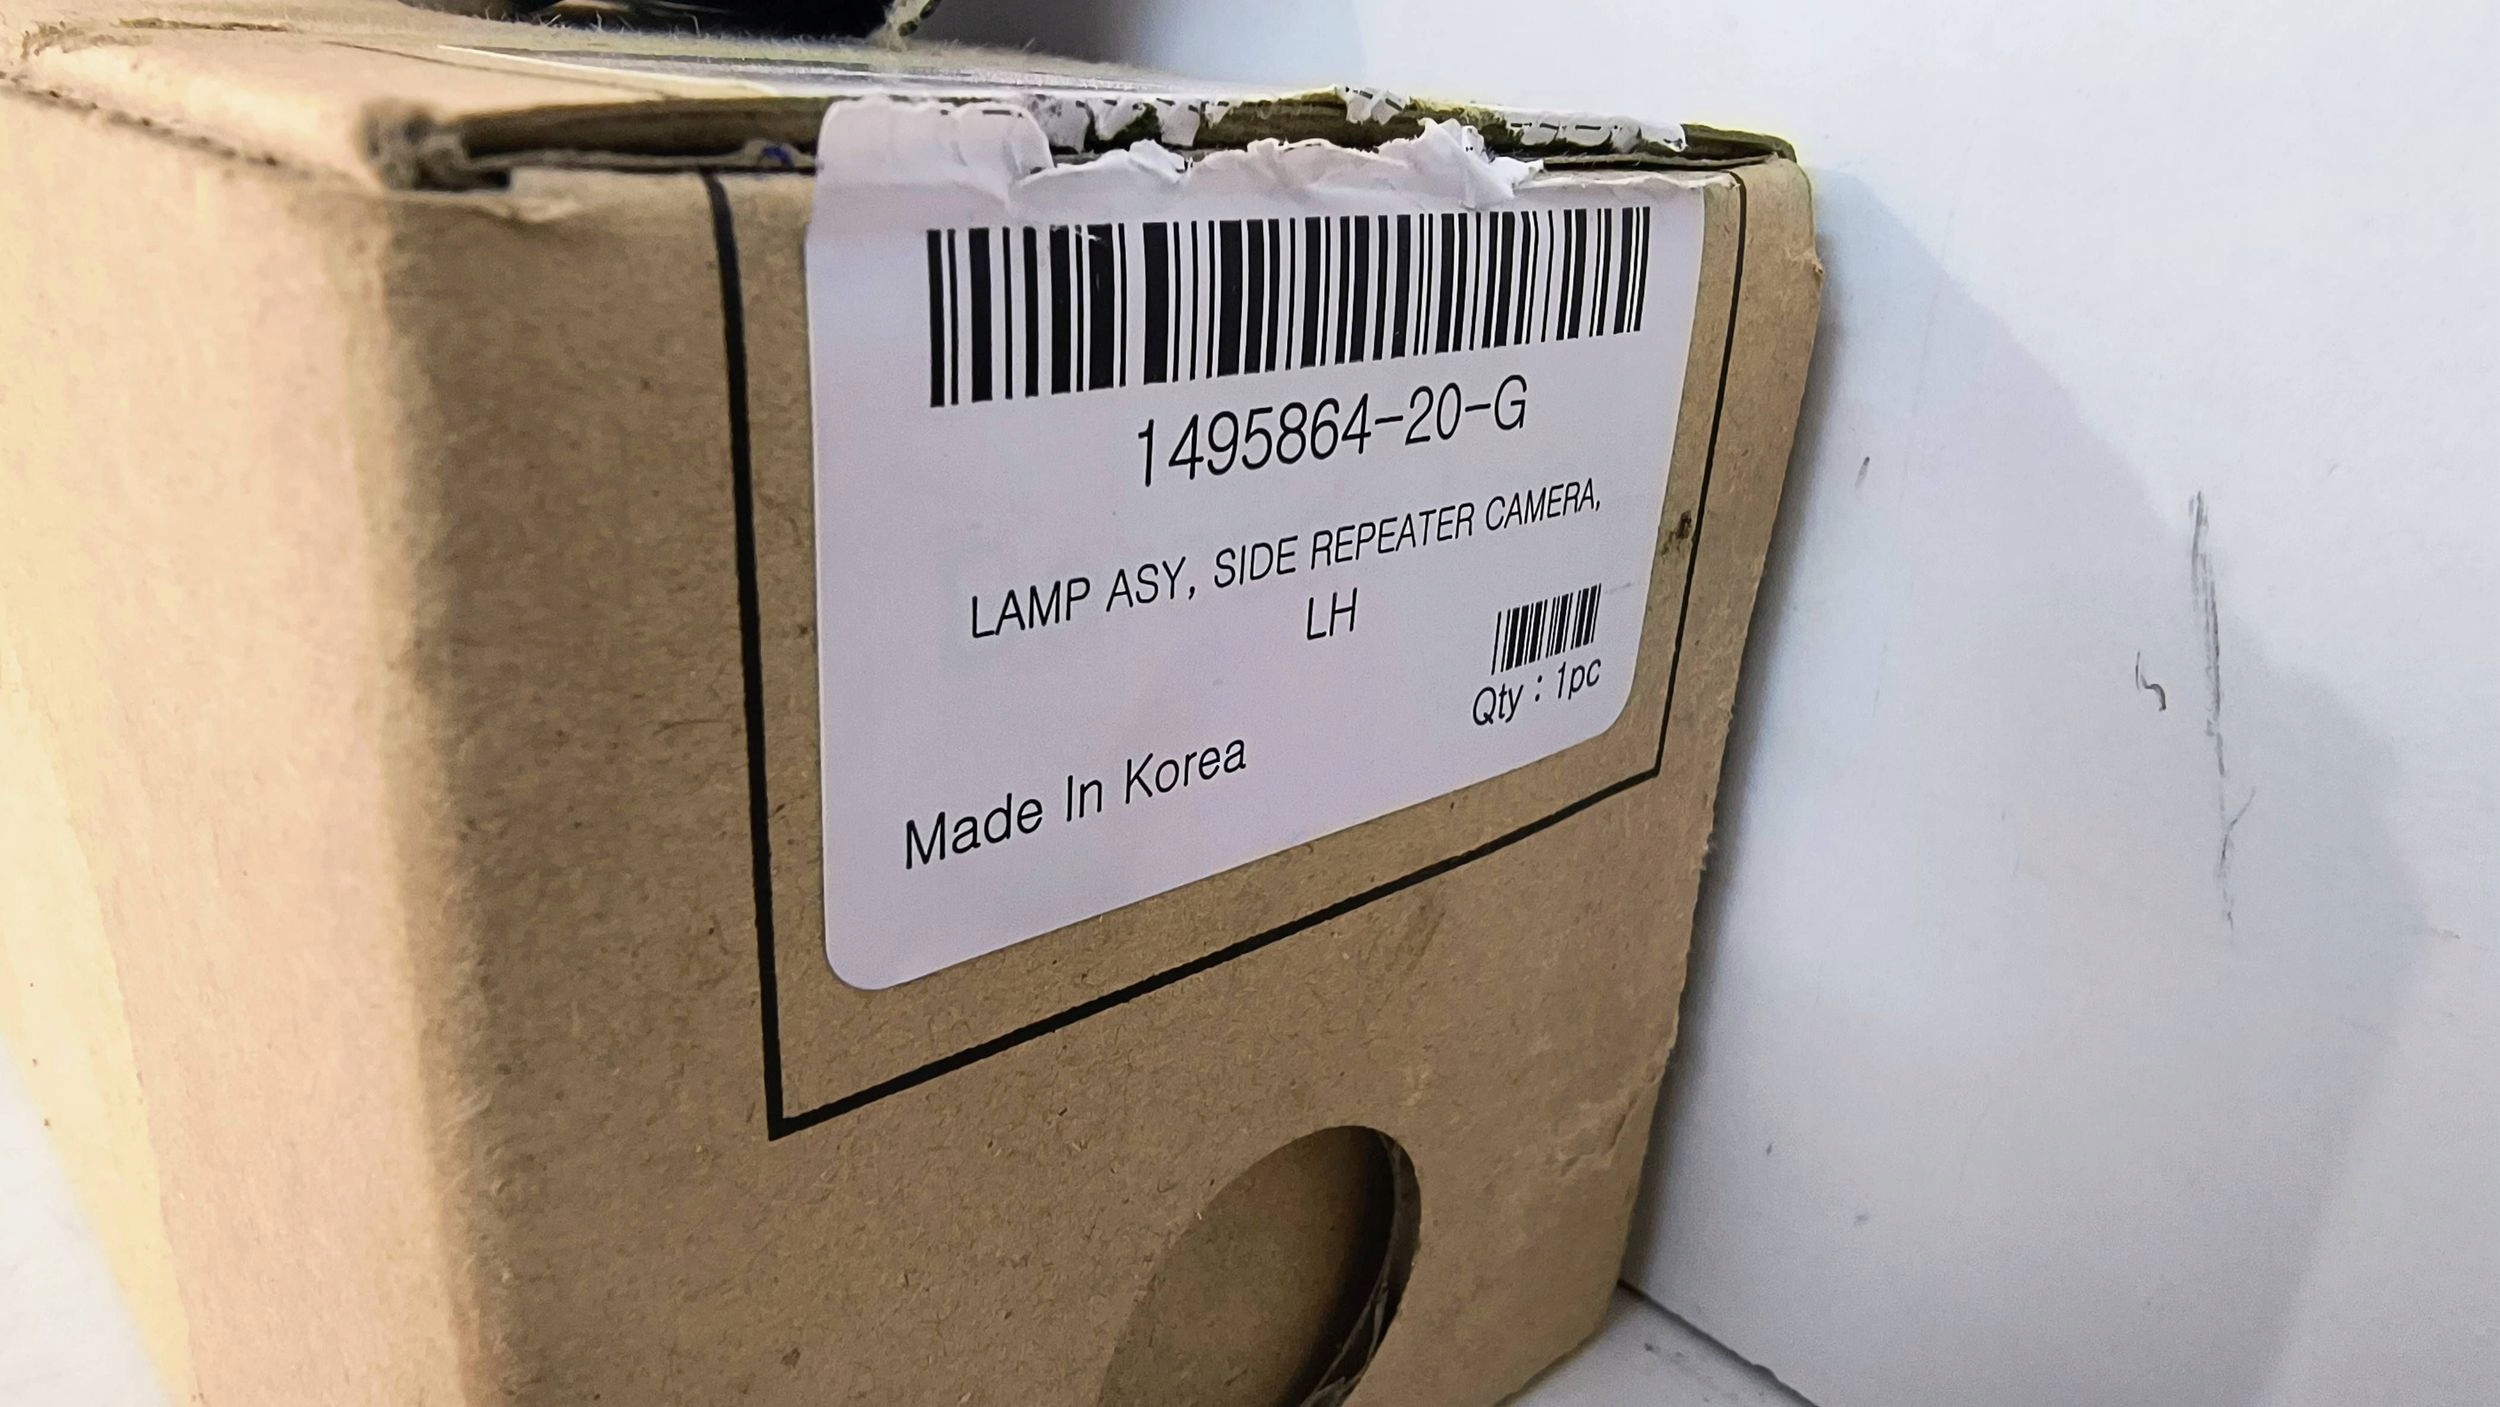 1495864-20-G
LAMP ASY, SIDE REPEATER CAMERA,
LH
Qty : 1pc
Made In Korea